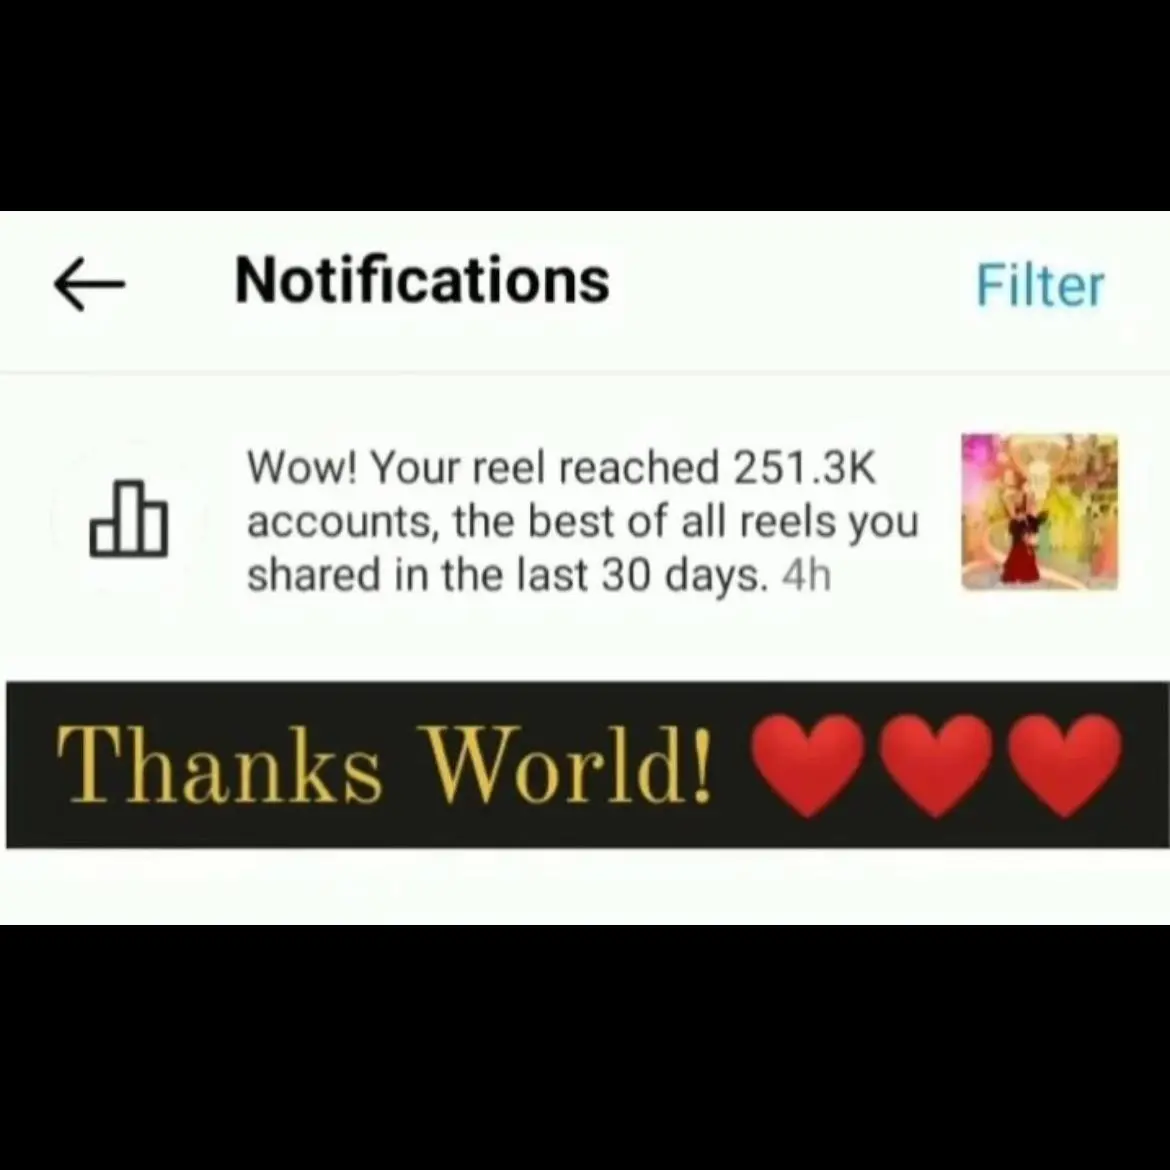 Notifications
Filter
Wow! Your reel reached 251.3K
accounts, the best of all reels you
shared in the last 30 days. 4h
Thanks World! ❤️❤️❤️